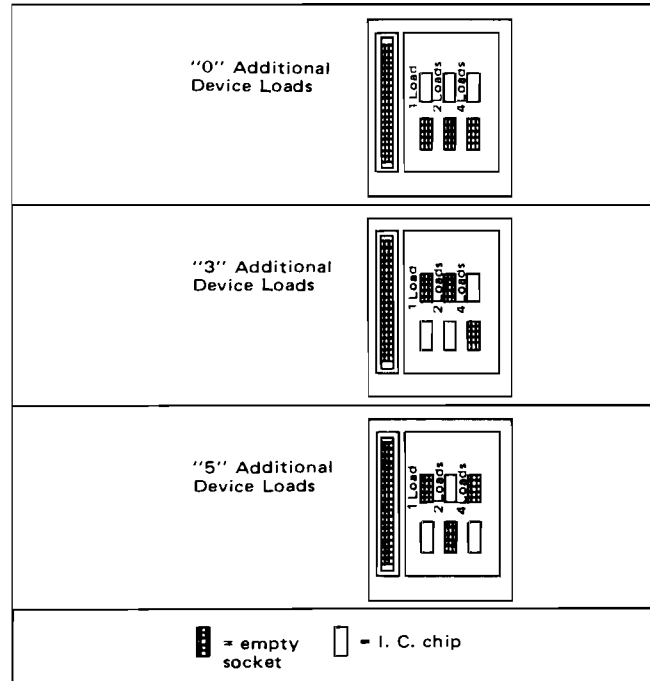 "0" Additional
Device Loads
1 Load
2 Loads
4 Loads
"3" Additional
Device Loads
1 Load
2 Loads
4 Loads
"5" Additional
Device Loads
1 Load
2 Loads
4 Loads
= empty
socket
= I. C. chip